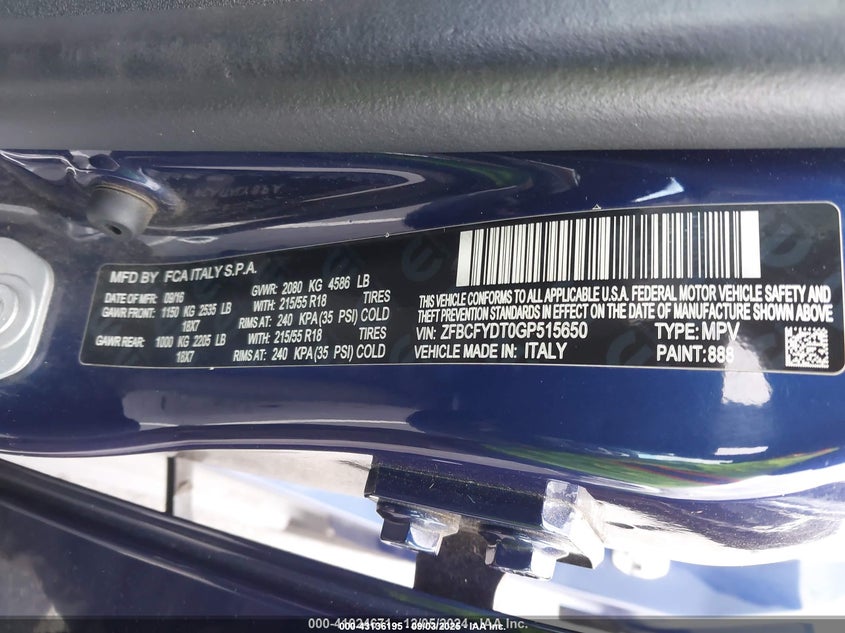 MFD BY FCA ITALY S.P.A.
DATE OF MFR: 09/16 GVWR: 2080 KG 4586 LB
GAWR FRONT: 1150 KG 2535 LB WITH: 215/55 R18 TIRES
18X7 RIMS AT: 240 KPA (35 PSI) COLD
GAWR REAR: 1000 KG 2205 LB WITH: 215/55 R18 TIRES
18X7 RIMS AT: 240 KPA (35 PSI) COLD
THIS VEHICLE CONFORMS TO ALL APPLICABLE U.S.A. FEDERAL MOTOR VEHICLE SAFETY
AND THEFT PREVENTION STANDARDS IN EFFECT ON THE DATE OF MANUFACTURE SHOWN ABOVE
VIN: ZFBCFYDT0GP515650 TYPE: MPV
VEHICLE MADE IN: ITALY PAINT: 888
IAA Inc.